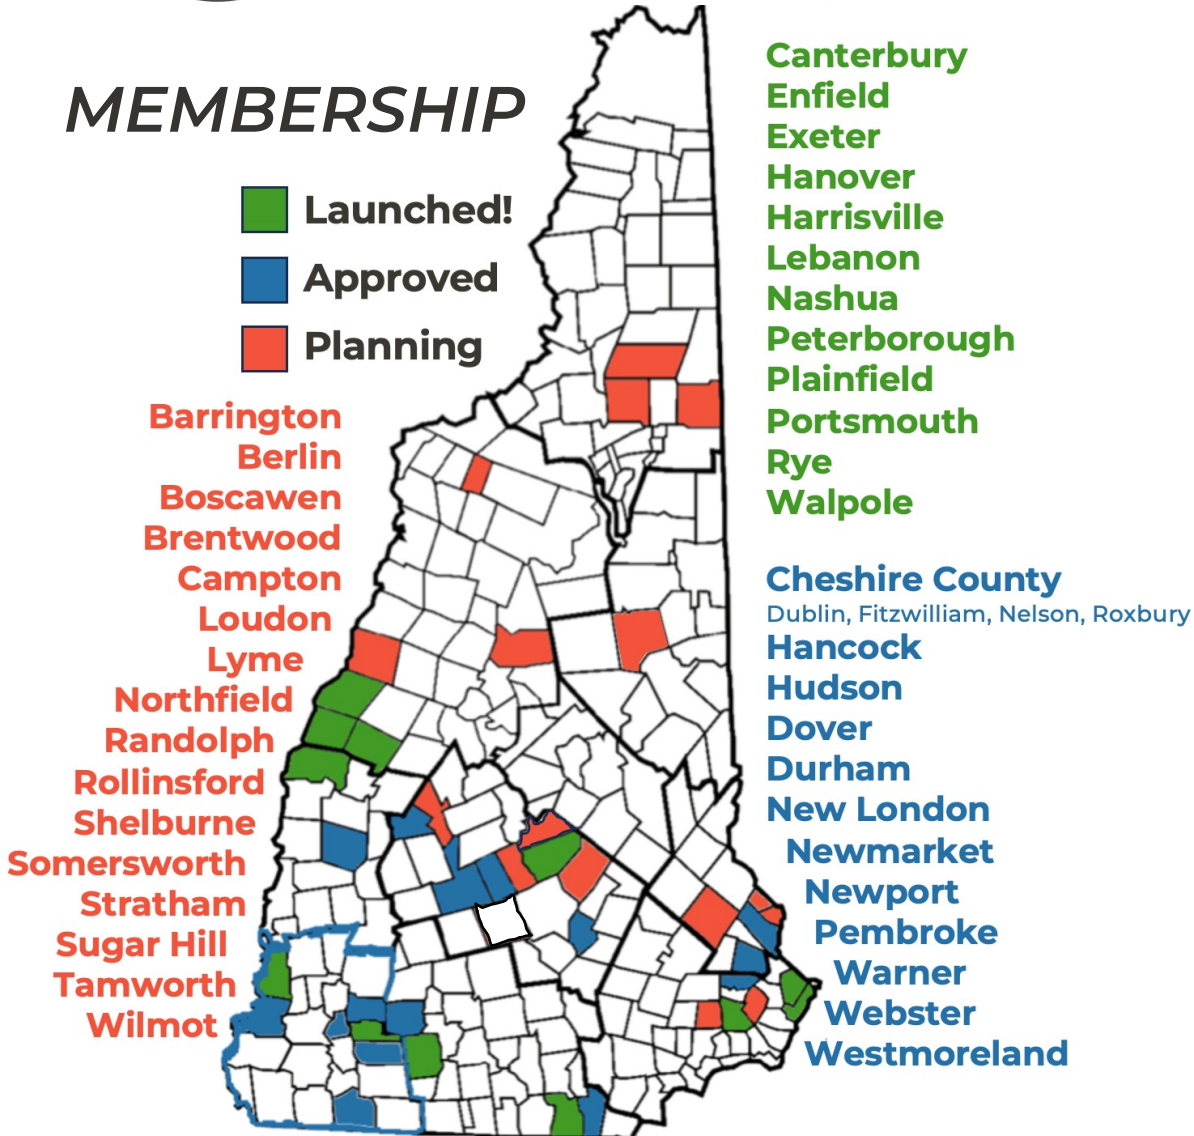 MEMBERSHIP
Launched!
Approved
Planning
Barrington
Berlin
Boscawen
Brentwood
Campton
Loudon
Lyme
Northfield
Randolph
Rollinsford
Shelburne
Somersworth
Stratham
Sugar Hill
Tamworth
Wilmot
Canterbury
Enfield
Exeter
Hanover
Harrisville
Lebanon
Nashua
Peterborough
Plainfield
Portsmouth
Rye
Walpole
Cheshire County
Dublin, Fitzwilliam, Nelson, Roxbury
Hancock
Hudson
Dover
Durham
New London
Newmarket
Newport
Pembroke
Warner
Webster
Westmoreland